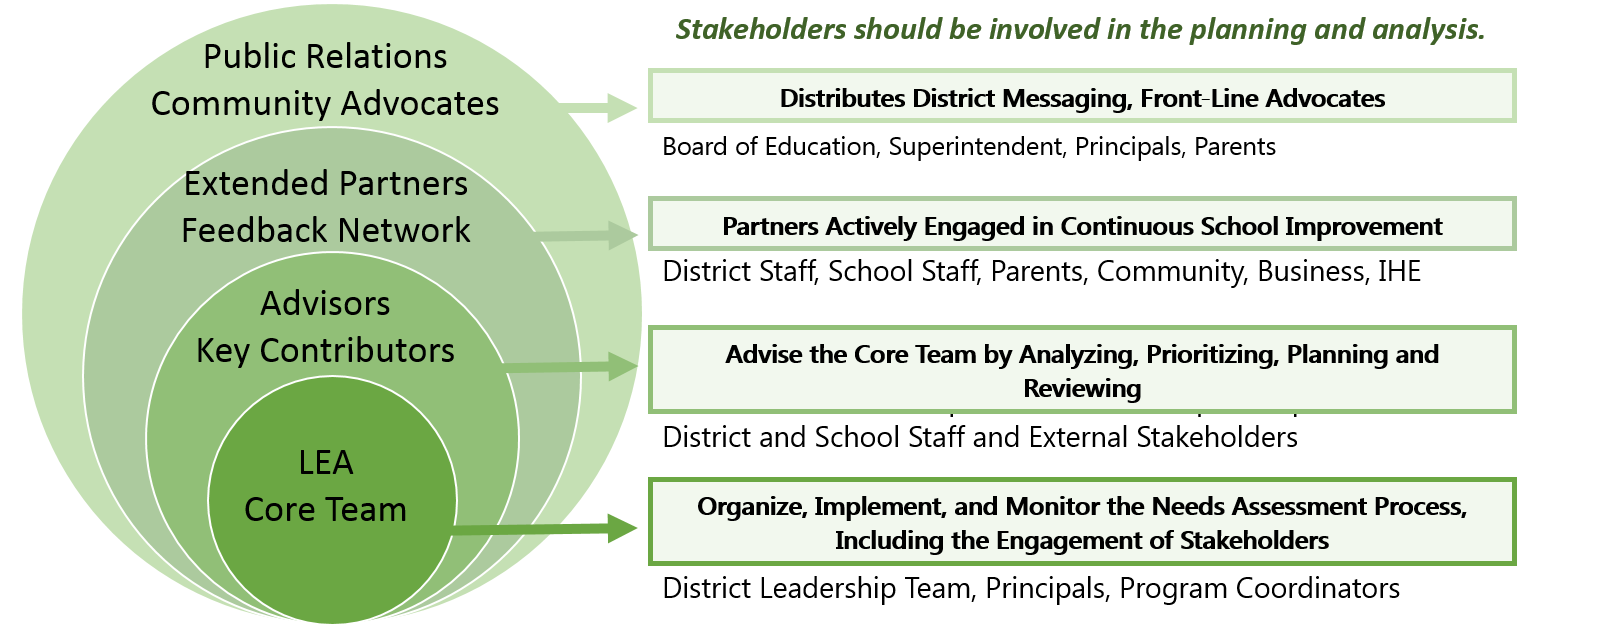 Stakeholders should be involved in the planning and analysis.
Public Relations
Community Advocates
Distributes District Messaging, Front-Line Advocates
Board of Education, Superintendent, Principals, Parents
Extended Partners
Feedback Network
Partners Actively Engaged in Continuous School Improvement
District Staff, School Staff, Parents, Community, Business, IHE
Advisors
Key Contributors
Advise the Core Team by Analyzing, Prioritizing, Planning and
Reviewing
District and School Staff and External Stakeholders
LEA
Core Team
Organize, Implement, and Monitor the Needs Assessment Process,
Including the Engagement of Stakeholders
District Leadership Team, Principals, Program Coordinators